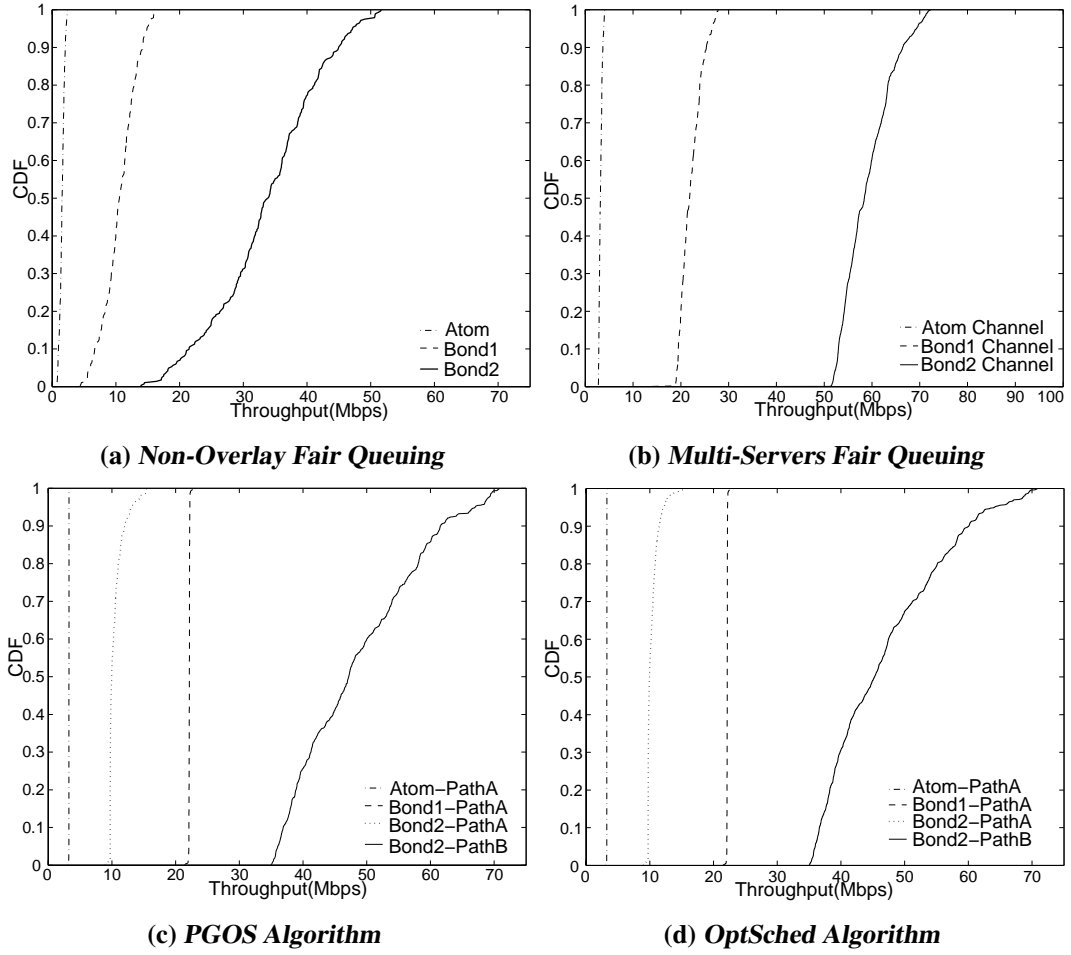 1
0.9
0.8
0.7
0.6
0.5
0.4
0.3
0.2
0.1
0
CDF
0 10 20 30 40 50 60 70
Throughput(Mbps)
Atom
Bond1
Bond2
(a) Non-Overlay Fair Queuing
1
0.9
0.8
0.7
0.6
0.5
0.4
0.3
0.2
0.1
0
CDF
0 10 20 30 40 50 60 70 80 90 100
Throughput(Mbps)
Atom Channel
Bond1 Channel
Bond2 Channel
(b) Multi-Servers Fair Queuing
1
0.9
0.8
0.7
0.6
0.5
0.4
0.3
0.2
0.1
0
CDF
0 10 20 30 40 50 60 70
Throughput(Mbps)
Atom−PathA
Bond1−PathA
Bond2−PathA
Bond2−PathB
(c) PGOS Algorithm
1
0.9
0.8
0.7
0.6
0.5
0.4
0.3
0.2
0.1
0
CDF
0 10 20 30 40 50 60 70
Throughput(Mbps)
Atom−PathA
Bond1−PathA
Bond2−PathA
Bond2−PathB
(d) OptSched Algorithm